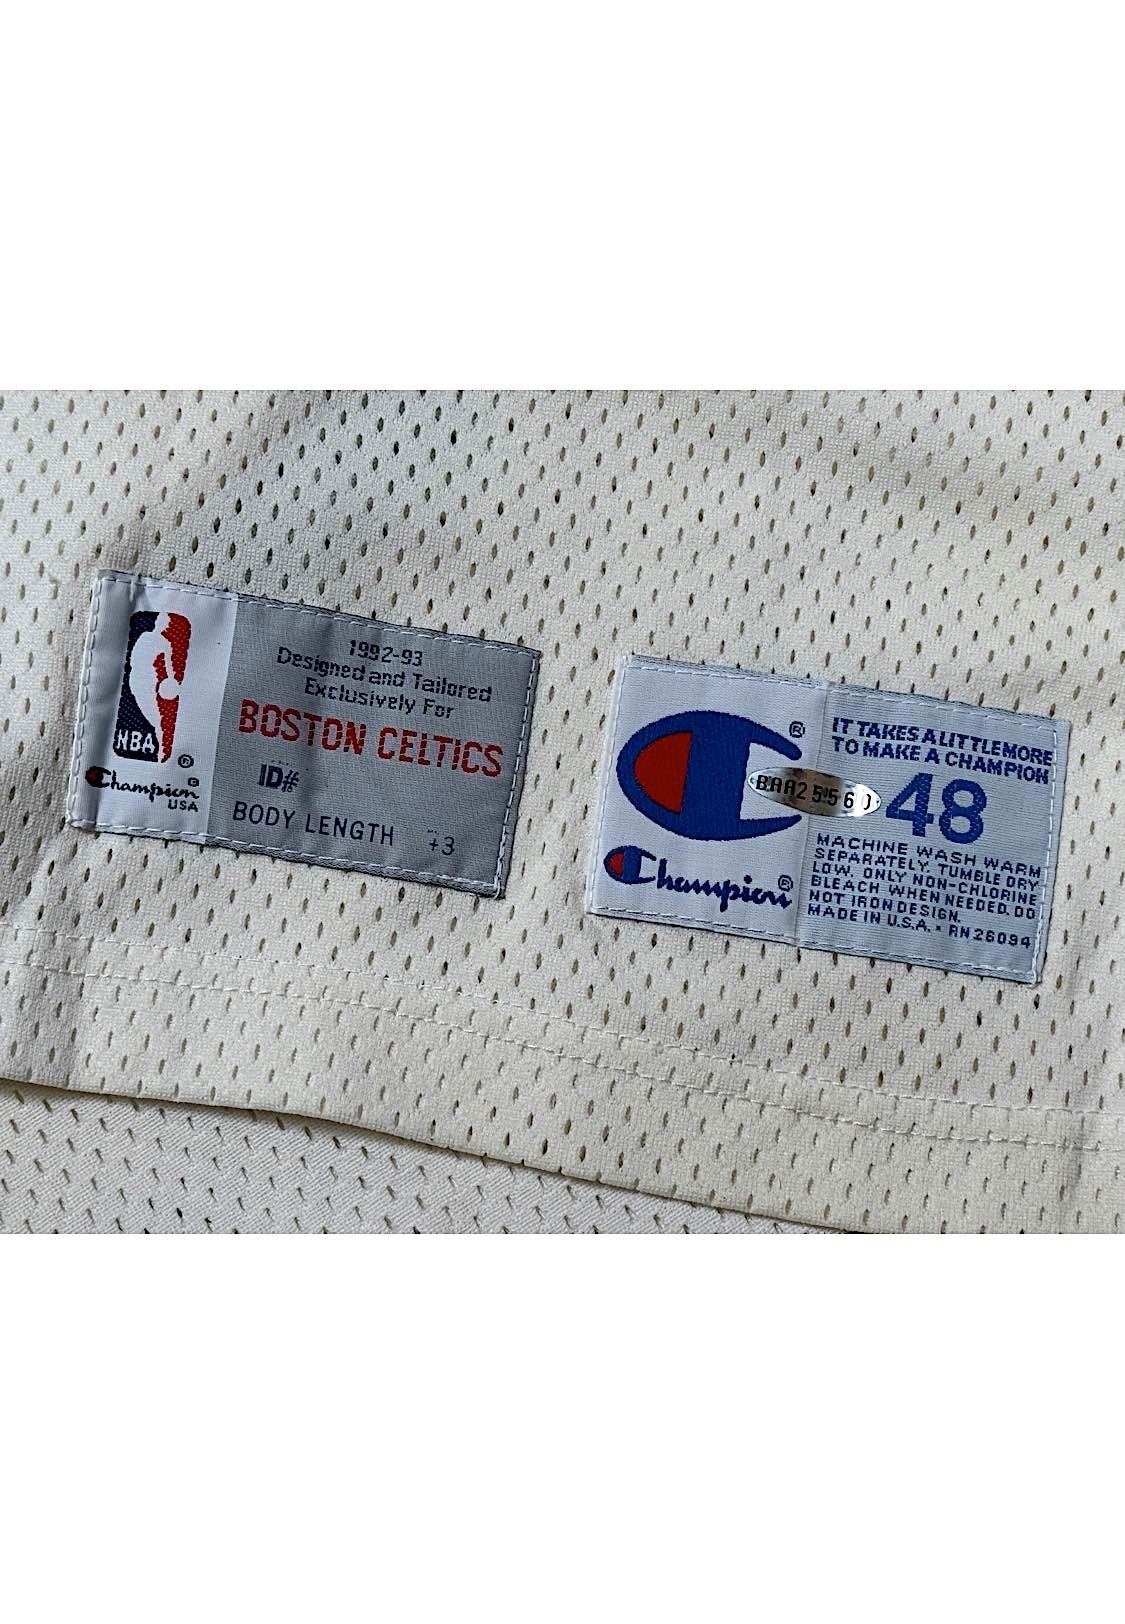 1992-93
Designed and Tailored
Exclusively For
BOSTON CELTICS
ID#
BODY LENGTH +3
NBA ®
®
Champion
USA
®
IT TAKES A LITTLE MORE
TO MAKE A CHAMPION
BAA25560
48
MACHINE WASH WARM
SEPARATELY. TUMBLE DRY
LOW. ONLY NON-CHLORINE
BLEACH WHEN NEEDED. DO
NOT IRON DESIGN.
MADE IN U.S.A. • RN 26094
Champion®